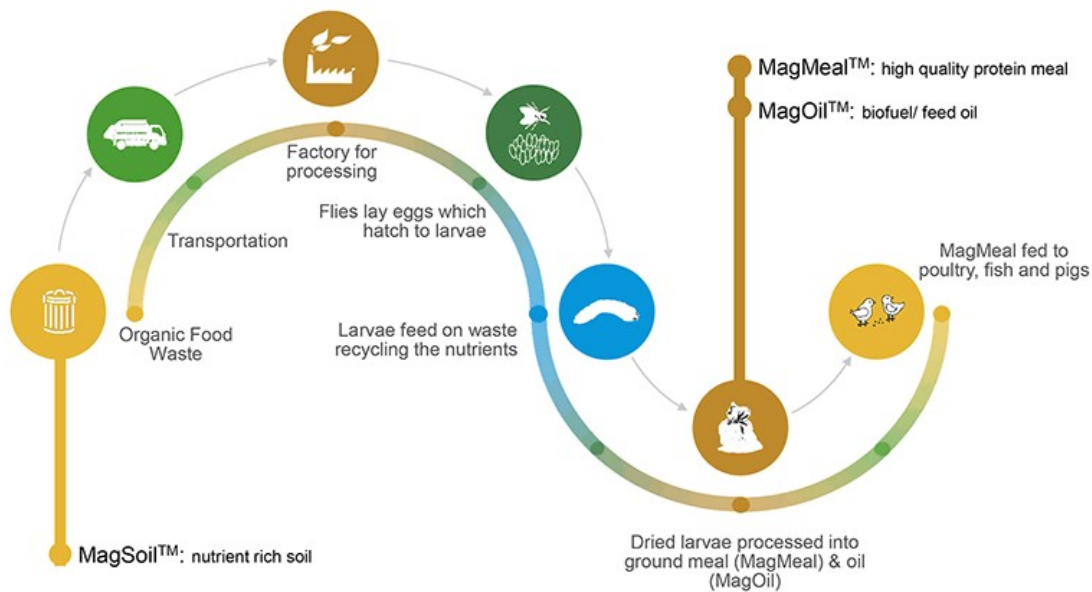 MagMeal™: high quality protein meal
MagOil™: biofuel/ feed oil
Factory for
processing
Flies lay eggs which
hatch to larvae
Transportation
MagMeal fed to
poultry, fish and pigs
Organic Food
Waste
Larvae feed on waste
recycling the nutrients
MagSoil™: nutrient rich soil
Dried larvae processed into
ground meal (MagMeal) & oil
(MagOil)